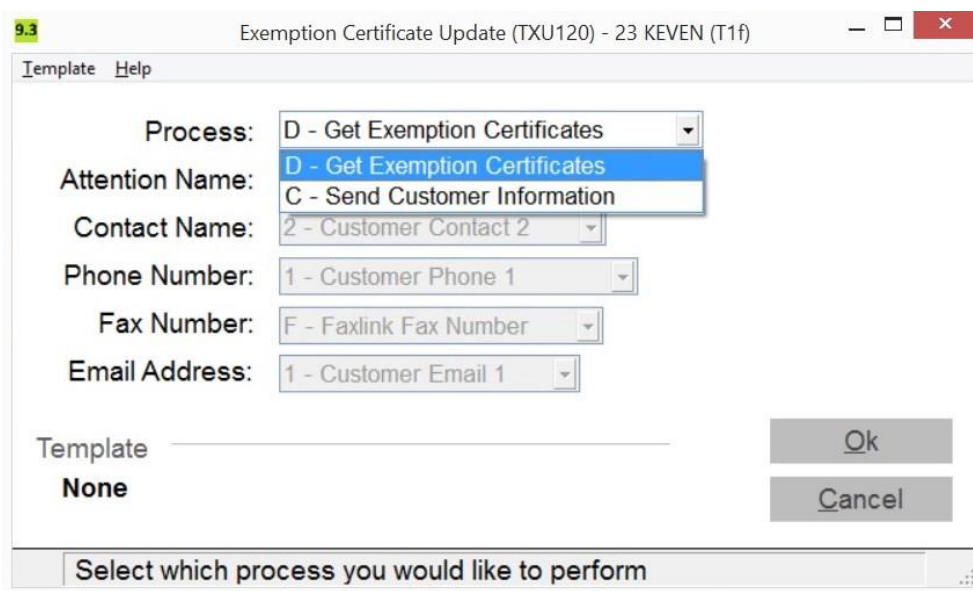 9.3 Exemption Certificate Update (TXU120) - 23 KEVEN (T1f)
Template Help
Process: D - Get Exemption Certificates
D - Get Exemption Certificates
Attention Name:
C - Send Customer Information
Contact Name: 2 - Customer Contact 2
Phone Number: 1 - Customer Phone 1
Fax Number: F - Faxlink Fax Number
Email Address: 1 - Customer Email 1
Template
None
Ok
Cancel
Select which process you would like to perform